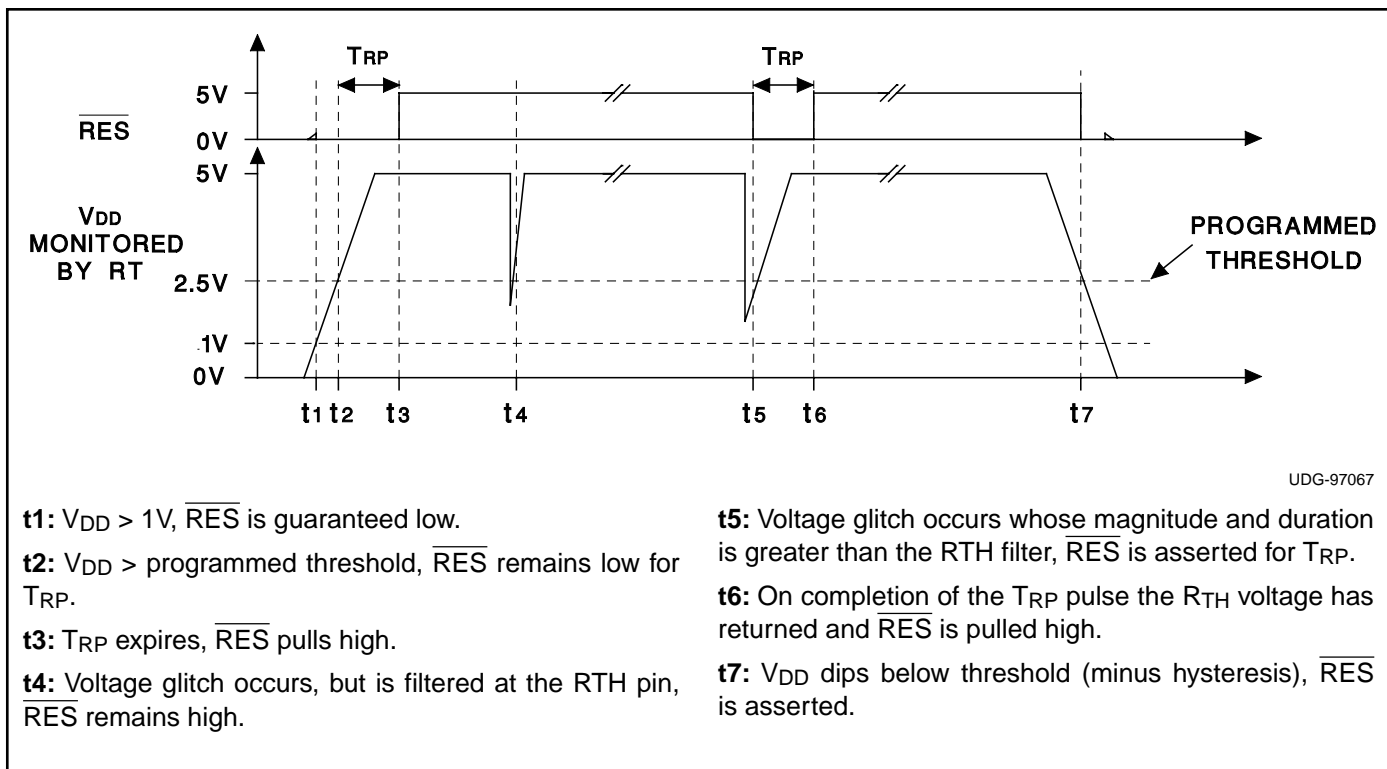 TRP TRP
5V
RES
0V
5V
VDD
MONITORED
BY RT
PROGRAMMED
THRESHOLD
2.5V
.1V
0V
t1 t2 t3 t4 t5 t6 t7
UDG-97067
t1: VDD > 1V, RES is guaranteed low.
t2: VDD > programmed threshold, RES remains low for
TRP.
t3: TRP expires, RES pulls high.
t4: Voltage glitch occurs, but is filtered at the RTH pin,
RES remains high.
t5: Voltage glitch occurs whose magnitude and duration
is greater than the RTH filter, RES is asserted for TRP.
t6: On completion of the TRP pulse the RTH voltage has
returned and RES is pulled high.
t7: VDD dips below threshold (minus hysteresis), RES
is asserted.